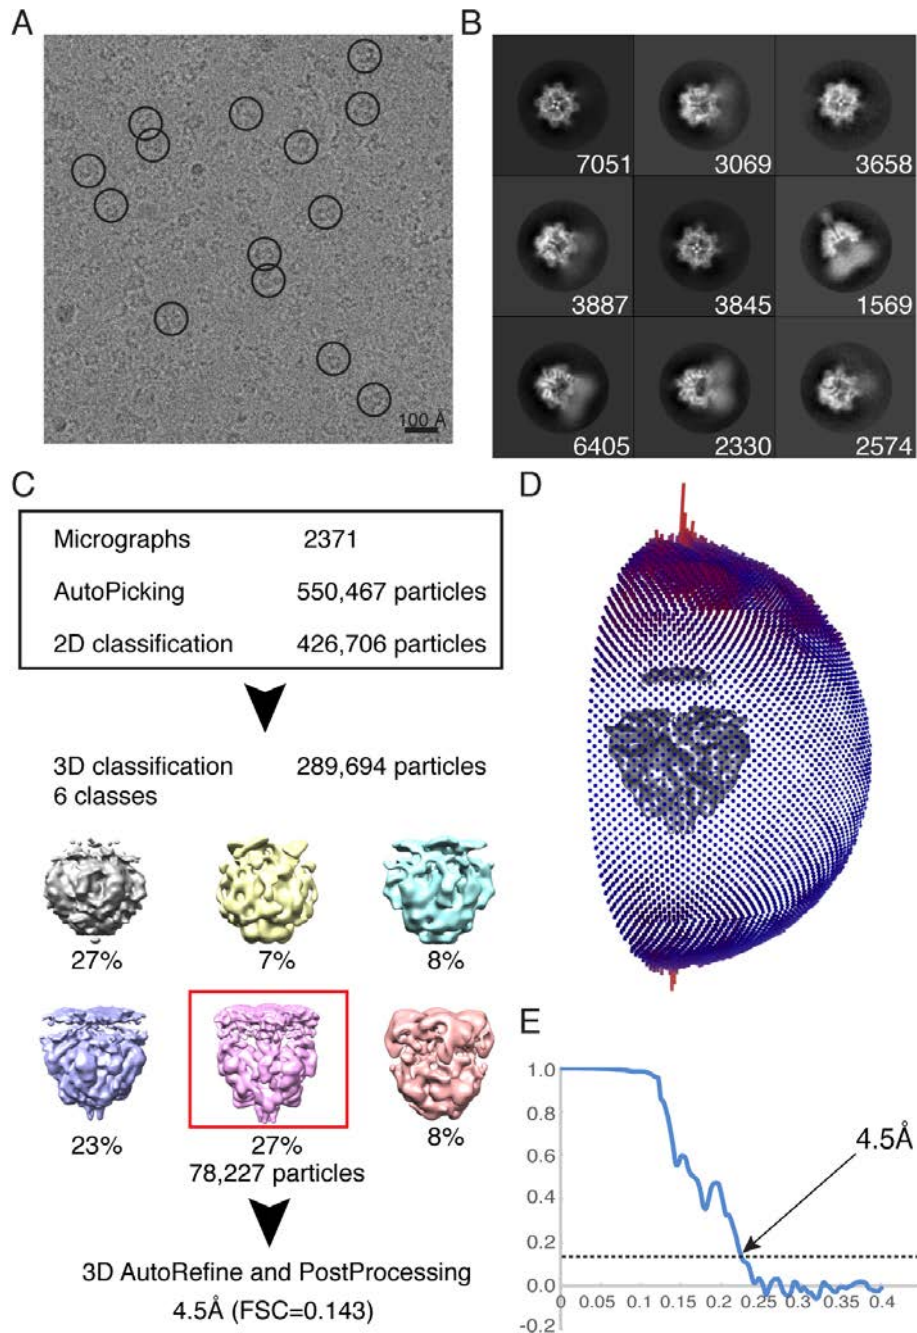 A
100 Å
B
7051 3069 3658
3887 3845 1569
6405 2330 2574
C
Micrographs 2371
AutoPicking 550,467 particles
2D classification 426,706 particles
3D classification 289,694 particles
6 classes
27% 7% 8%
23% 27% 8%
78,227 particles
3D AutoRefine and PostProcessing
4.5Å (FSC=0.143)
D
E
1.0
0.8
0.6
0.4
0.2
0.0
-0.2
4.5Å
0 0.05 0.1 0.15 0.2 0.25 0.3 0.35 0.4